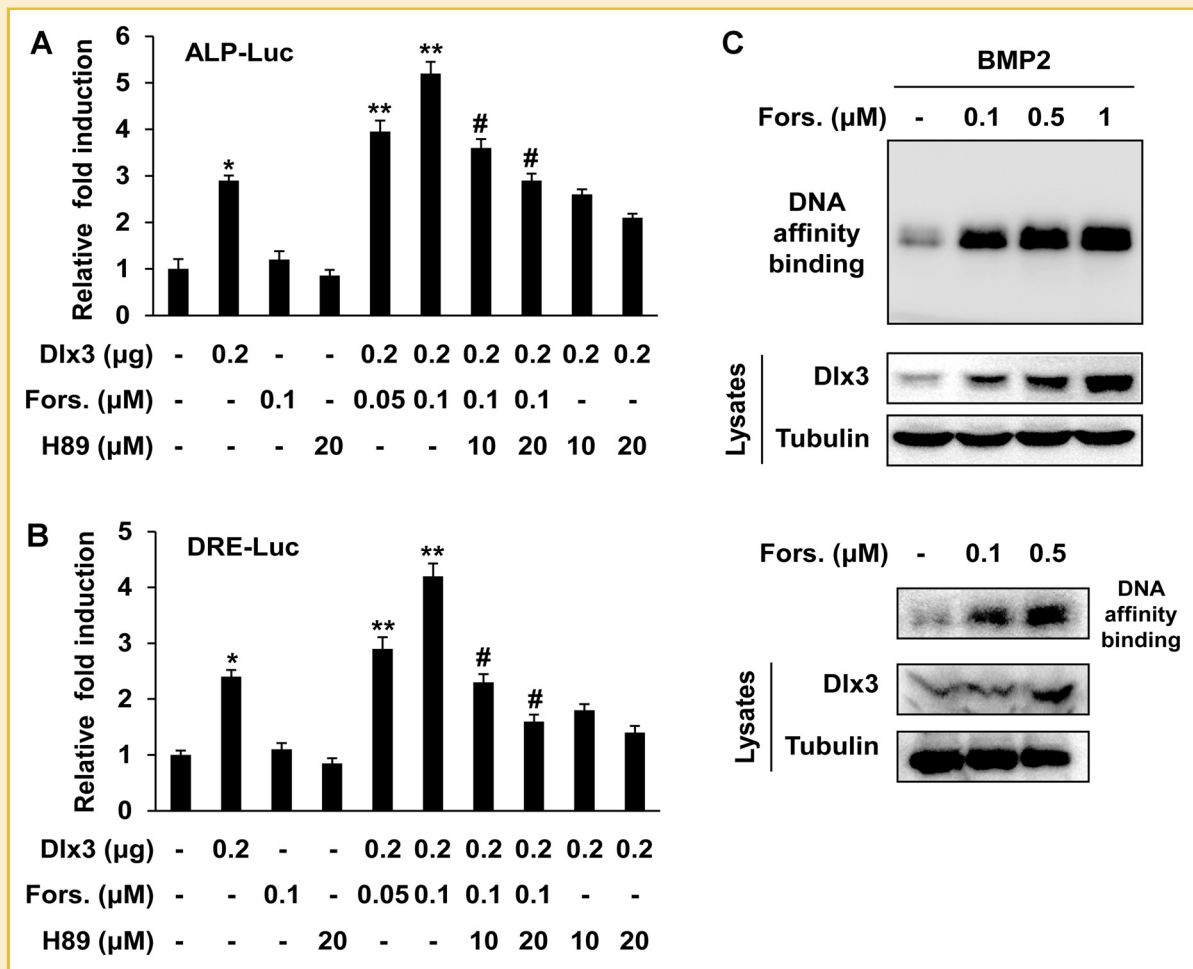 A
ALP-Luc
Relative fold induction
6
5
4
3
2
1
0
* ** ** # #
Dlx3 (μg) - 0.2 - - 0.2 0.2 0.2 0.2 0.2 0.2
Fors. (μM) - - 0.1 - 0.05 0.1 0.1 0.1 - -
H89 (μM) - - - 20 - - 10 20 10 20
B
DRE-Luc
Relative fold induction
5
4
3
2
1
0
* ** ** # #
Dlx3 (μg) - 0.2 - - 0.2 0.2 0.2 0.2 0.2 0.2
Fors. (μM) - - 0.1 - 0.05 0.1 0.1 0.1 - -
H89 (μM) - - - 20 - - 10 20 10 20
C
BMP2
Fors. (μM) - 0.1 0.5 1
DNA
affinity
binding
Lysates
Dlx3
Tubulin
Fors. (μM) - 0.1 0.5
DNA
affinity
binding
Lysates
Dlx3
Tubulin